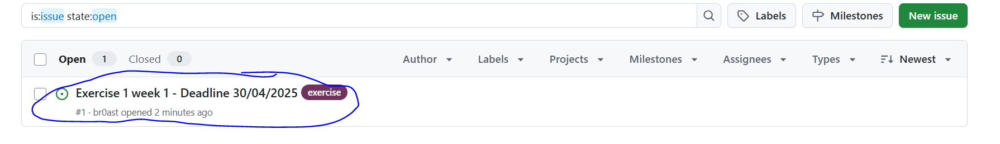 is:issue state:open
Labels
Milestones
New issue
Open 1 Closed 0 Author Labels Projects Milestones Assignees Types Newest
Exercise 1 week 1 - Deadline 30/04/2025 exercise
#1 · br0ast opened 2 minutes ago